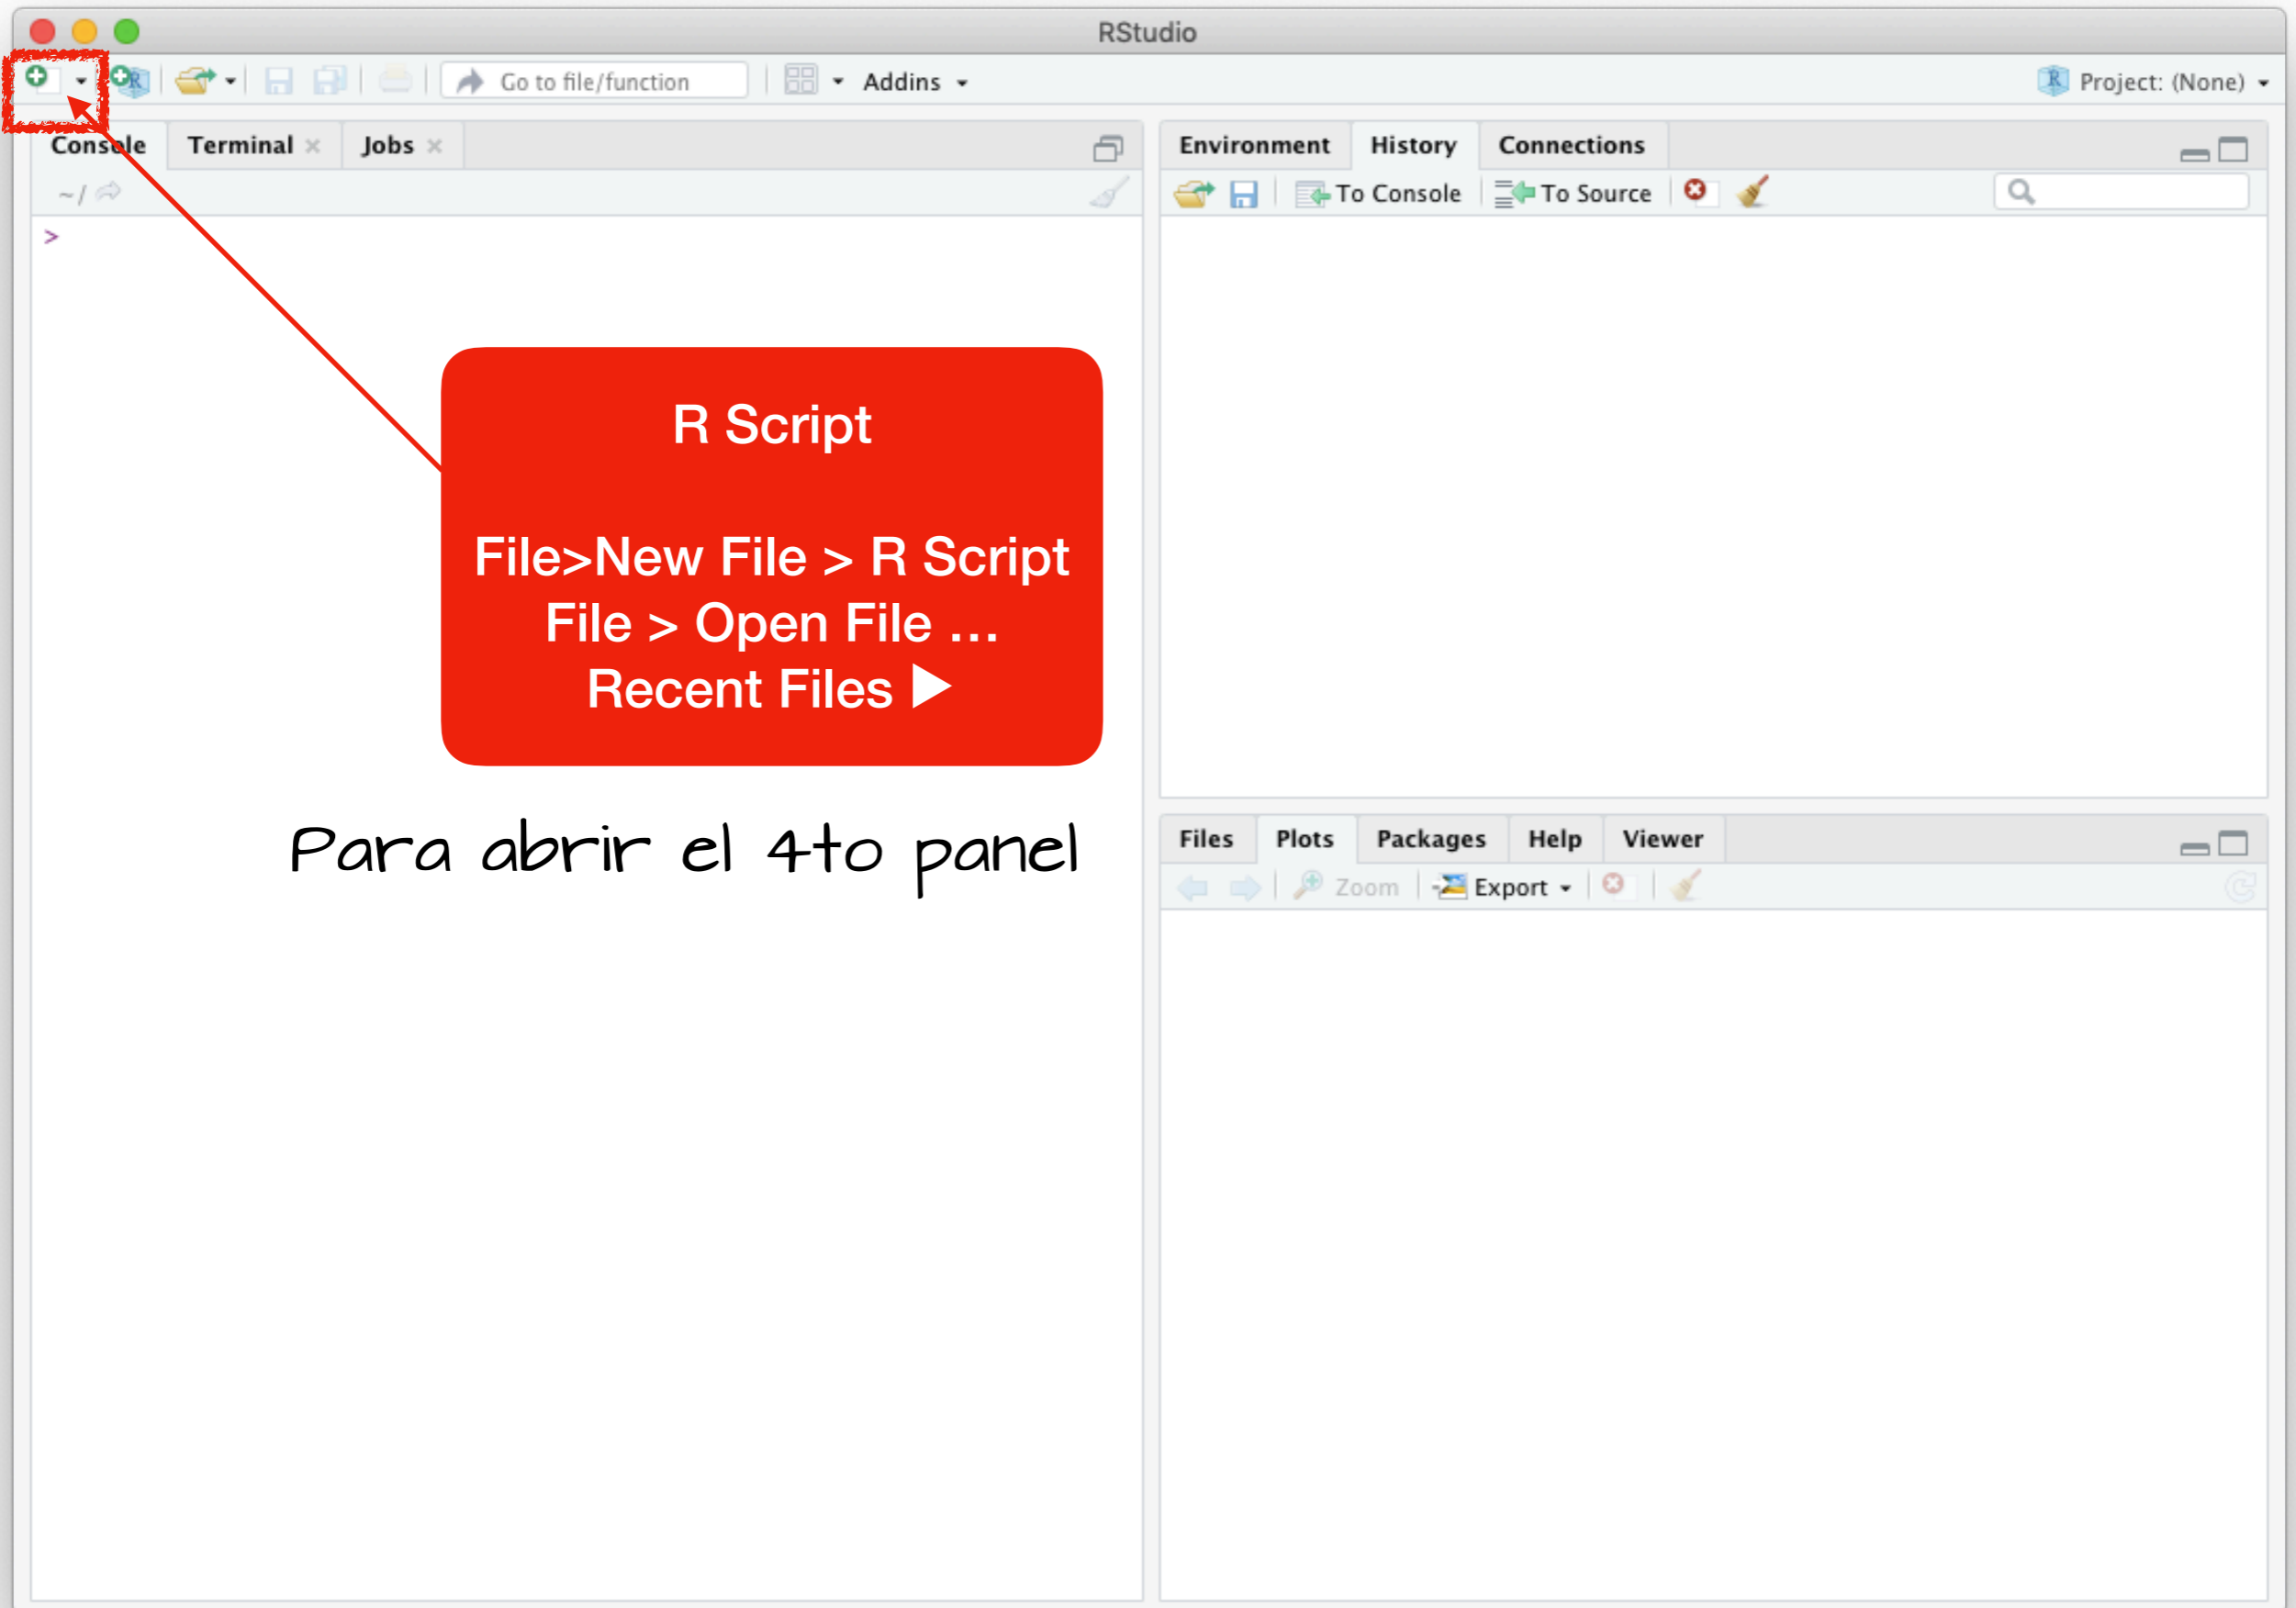 RStudio
Go to file/function Addins Project: (None)
Console Terminal Jobs
~/
>
R Script
File>New File > R Script
File > Open File ...
Recent Files ▶
Para abrir el 4to panel
Environment History Connections
To Console To Source
Files Plots Packages Help Viewer
Zoom Export